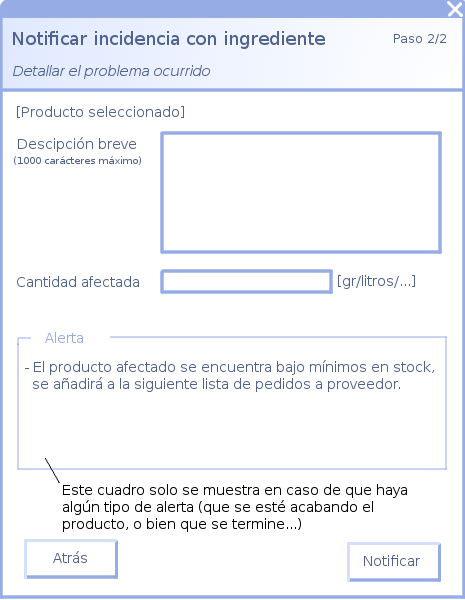 Notificar incidencia con ingrediente
Paso 2/2
Detallar el problema ocurrido
[Producto seleccionado]
Descipción breve
(1000 carácteres máximo)
Cantidad afectada
[gr/litros/...]
Alerta
- El producto afectado se encuentra bajo mínimos en stock,
se añadirá a la siguiente lista de pedidos a proveedor.
Este cuadro solo se muestra en caso de que haya
algún tipo de alerta (que se esté acabando el
producto, o bien que se termine...)
Atrás
Notificar